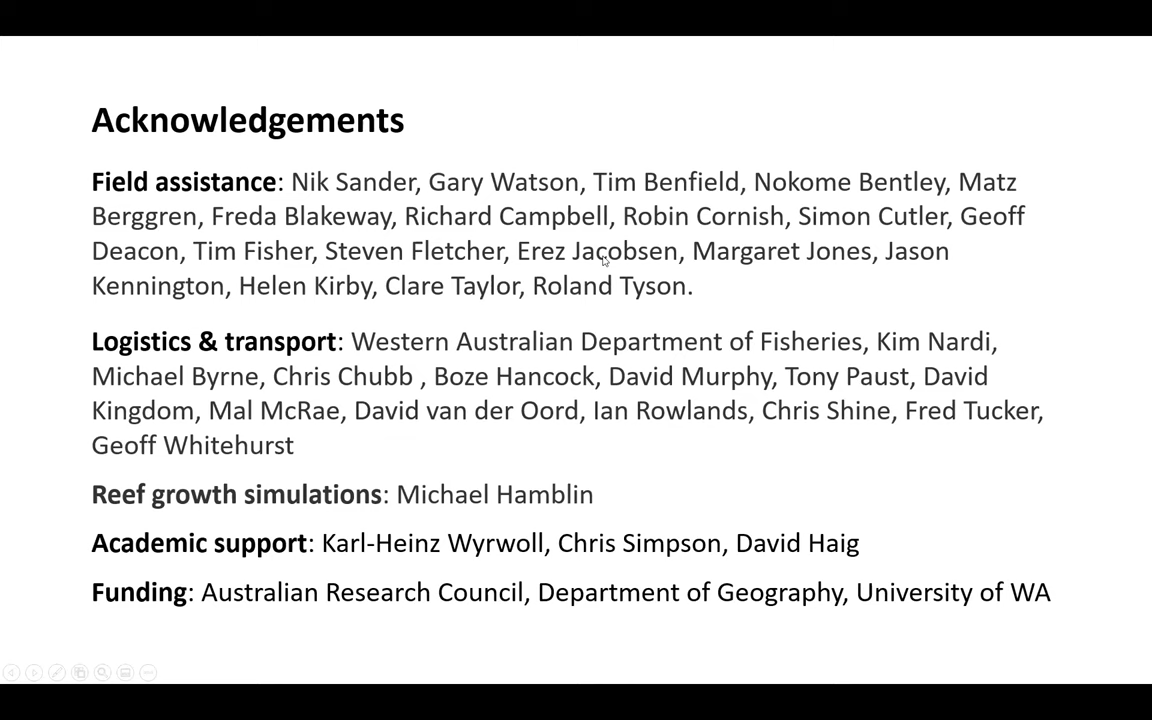 Acknowledgements
Field assistance: Nik Sander, Gary Watson, Tim Benfield, Nokome Bentley, Matz
Berggren, Freda Blakeway, Richard Campbell, Robin Cornish, Simon Cutler, Geoff
Deacon, Tim Fisher, Steven Fletcher, Erez Jacobsen, Margaret Jones, Jason
Kennington, Helen Kirby, Clare Taylor, Roland Tyson.
Logistics & transport: Western Australian Department of Fisheries, Kim Nardi,
Michael Byrne, Chris Chubb , Boze Hancock, David Murphy, Tony Paust, David
Kingdom, Mal McRae, David van der Oord, Ian Rowlands, Chris Shine, Fred Tucker,
Geoff Whitehurst
Reef growth simulations: Michael Hamblin
Academic support: Karl-Heinz Wyrwoll, Chris Simpson, David Haig
Funding: Australian Research Council, Department of Geography, University of WA